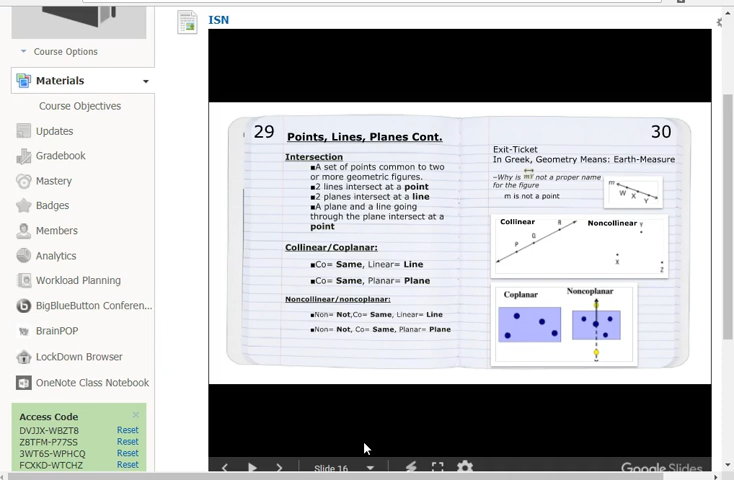 ISN
Course Options
Materials
Course Objectives
Updates
Gradebook
Mastery
Badges
Members
Analytics
Workload Planning
BigBlueButton Conferen...
BrainPOP
LockDown Browser
OneNote Class Notebook
Access Code
DVJJX-WBZT8 Reset
Z8TFM-P77SS Reset
3WT6S-WPHCQ Reset
FCXKD-WTCHZ Reset
29
Points, Lines, Planes Cont.
Intersection
▪A set of points common to two
or more geometric figures.
▪2 lines intersect at a point
▪2 planes intersect at a line
▪A plane and a line going
through the plane intersect at a
point
Collinear/Coplanar:
▪Co= Same, Linear= Line
▪Co= Same, Planar= Plane
Noncollinear/noncoplanar:
▪Non= Not,Co= Same, Linear= Line
▪Non= Not, Co= Same, Planar= Plane
30
Exit-Ticket
In Greek, Geometry Means: Earth-Measure
–Why is mY not a proper name
for the figure
m is not a point
m W X Y
Collinear
P Q R
Noncollinear
Y
X
Z
Coplanar
Noncoplanar
Slide 16
Google Slides